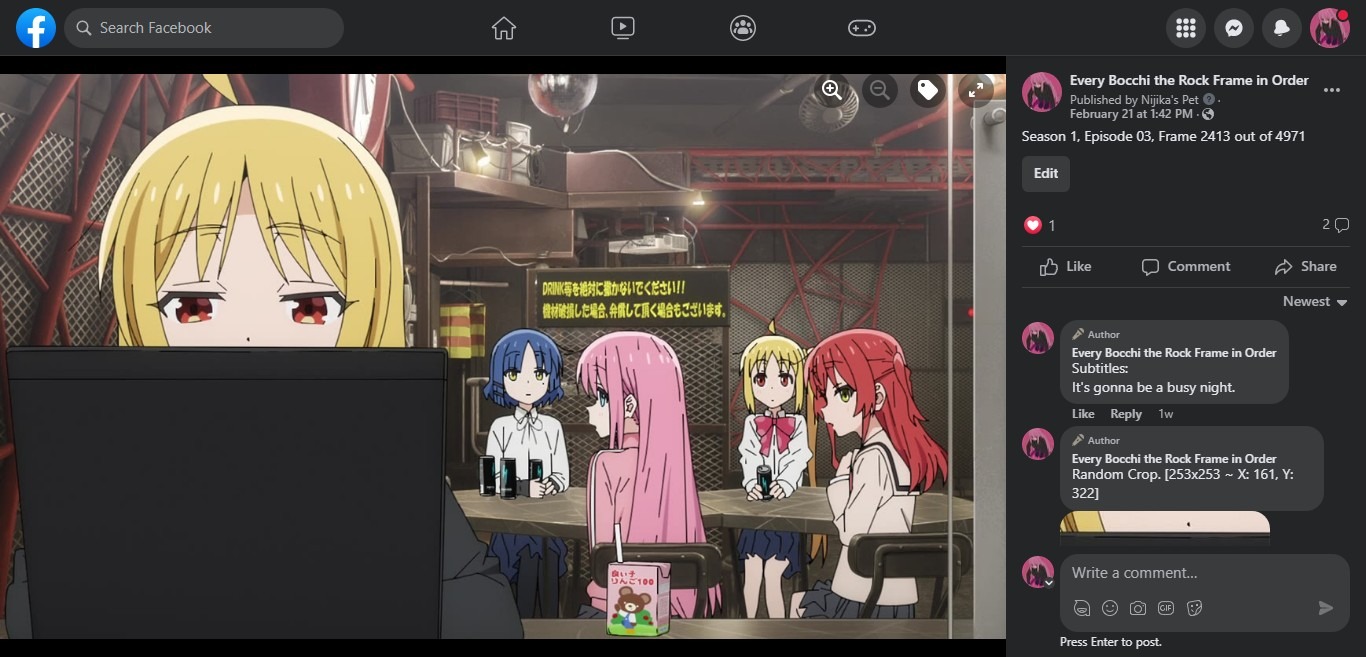 Search Facebook
DRINK等を絶対に撒かないでください!!
機材破損した場合、弁償して頂く場合もございます。
良い子
りんご100
Every Bocchi the Rock Frame in Order
Published by Nijika's Pet
February 21 at 1:42 PM ·
Season 1, Episode 03, Frame 2413 out of 4971
Edit
1
2
Like
Comment
Share
Newest
Author
Every Bocchi the Rock Frame in Order
Subtitles:
It's gonna be a busy night.
Like Reply 1w
Author
Every Bocchi the Rock Frame in Order
Random Crop. [253x253 ~ X: 161, Y:
322]
Write a comment...
GIF
Press Enter to post.